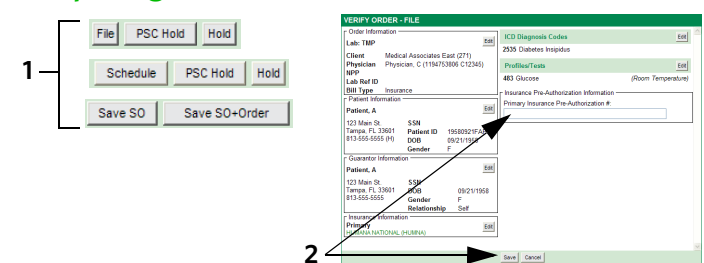 File PSC Hold Hold
1
Schedule PSC Hold Hold
Save SO Save SO+Order
VERIFY ORDER - FILE
Order Information
Lab: TMP Edit
Client Medical Associates East (271)
Physician Physician, C (1194753806 C12345)
NPP
Lab Ref ID
Bill Type Insurance
Patient Information
Patient, A Edit
123 Main St. SSN
Tampa, FL 33601 Patient ID 19580921FAB
813-555-5555 (H) DOB 09/21/1958
Gender F
Guarantor Information
Patient, A Edit
123 Main St. SSN
Tampa, FL 33601 DOB 09/21/1958
813-555-5555 Gender F
Relationship Self
Insurance Information
Primary Edit
HUMANA NATIONAL (HUMNA)
ICD Diagnosis Codes Edit
2535 Diabetes Insipidus
Profiles/Tests Edit
483 Glucose (Room Temperature)
Insurance Pre-Authorization Information
Primary Insurance Pre-Authorization #:
2
Save Cancel